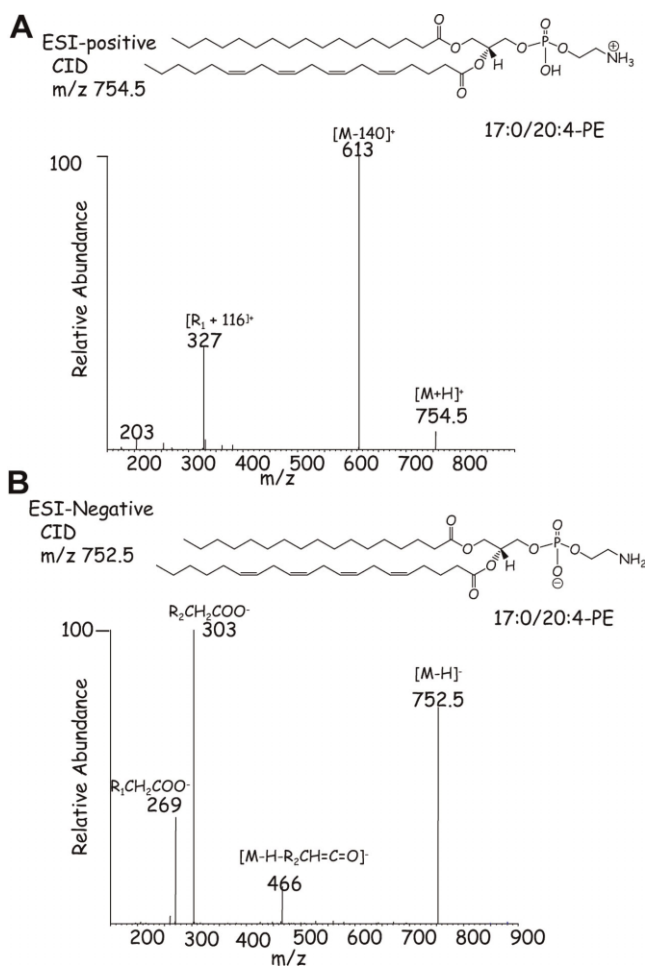 A
ESI-positive
CID
m/z 754.5
O
O
O
O
O
P
OH
O
H
NH3
+
17:0/20:4-PE
[M-140]+
613
100
Relative Abundance
[R1 + 116]+
327
[M+H]+
754.5
203
200 300 400 500 600 700 800
m/z
B
ESI-Negative
CID
m/z 752.5
O
O
O
O
O
P
O
O
H
NH2
17:0/20:4-PE
R2CH2COO-
303
100
[M-H]-
752.5
Relative Abundance
R1CH2COO-
269
[M-H-R2CH=C=O]-
466
200 300 400 500 600 700 800 900
m/z